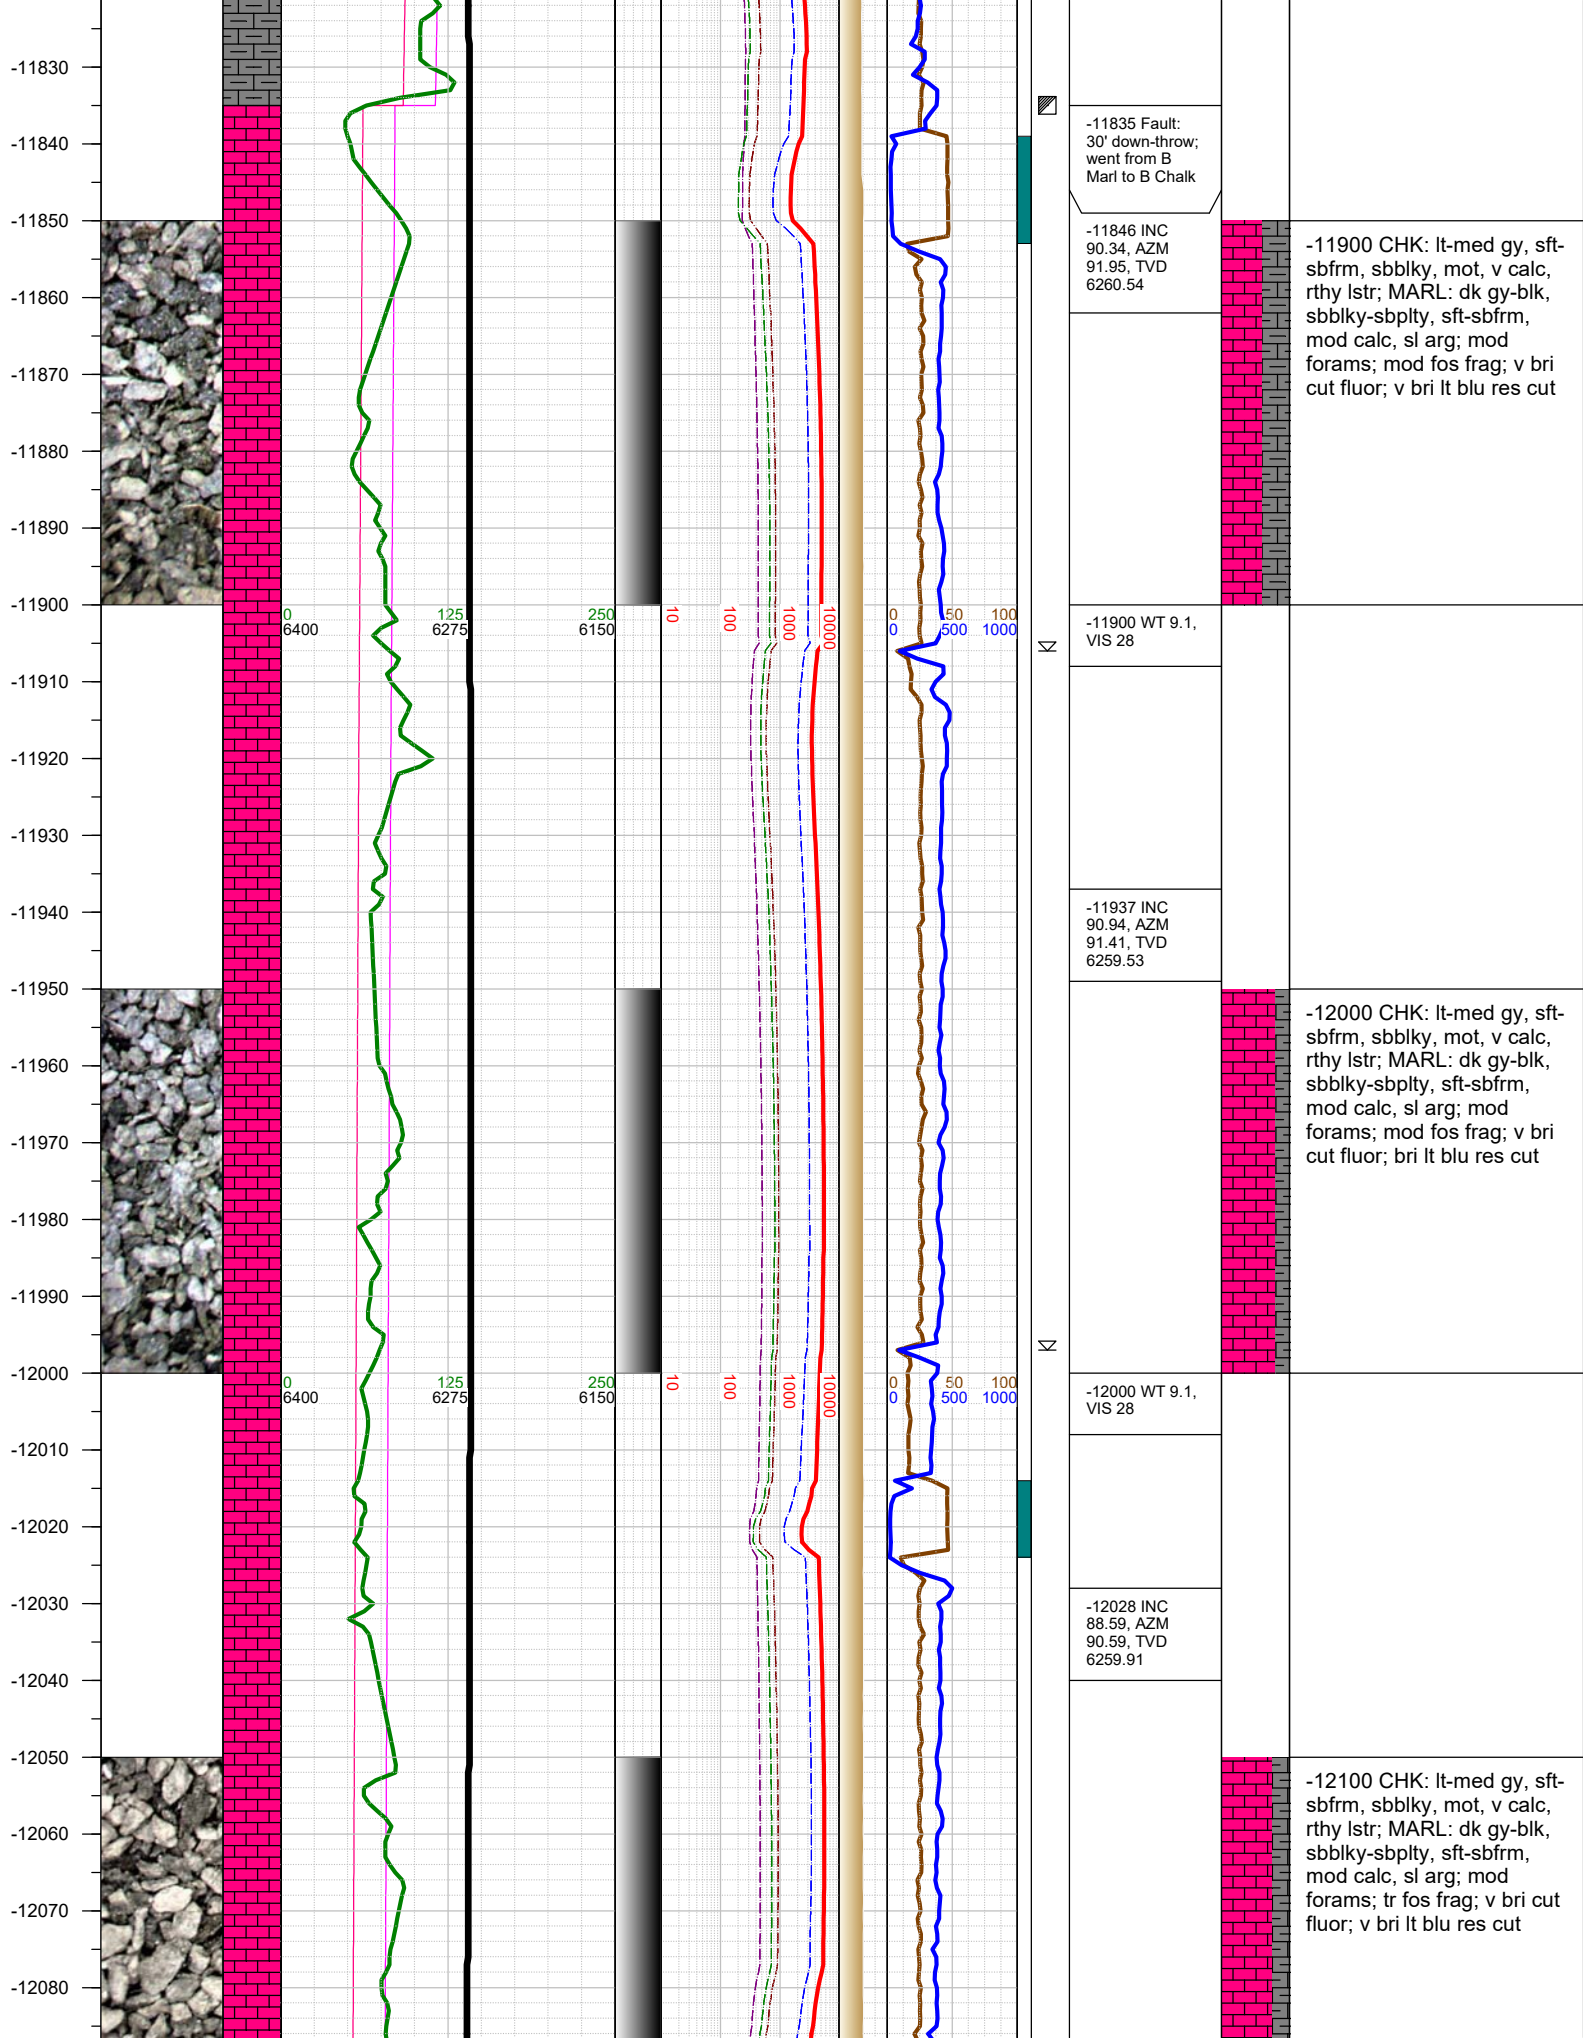 -11830
-11835 Fault:
30' down-throw;
went from B
Marl to B Chalk
-11840
-11850
-11846 INC
90.34, AZM
91.95, TVD
6260.54
-11900 CHK: lt-med gy, sft-
sbfrm, sbblky, mot, v calc,
rthy lstr; MARL: dk gy-blk,
sbblky-sbplty, sft-sbfrm,
mod calc, sl arg; mod
forams; mod fos frag; v bri
cut fluor; v bri lt blu res cut
-11860
-11870
-11880
-11890
-11900
0 125 250
6400 6275 6150
10 100 1000 10000
0 50 100
0 500 1000
-11900 WT 9.1,
VIS 28
-11910
-11920
-11930
-11940
-11937 INC
90.94, AZM
91.41, TVD
6259.53
-11950
-12000 CHK: lt-med gy, sft-
sbfrm, sbblky, mot, v calc,
rthy lstr; MARL: dk gy-blk,
sbblky-sbplty, sft-sbfrm,
mod calc, sl arg; mod
forams; mod fos frag; v bri
cut fluor; bri lt blu res cut
-11960
-11970
-11980
-11990
-12000
0 125 250
6400 6275 6150
10 100 1000 10000
0 50 100
0 500 1000
-12000 WT 9.1,
VIS 28
-12010
-12020
-12030
-12028 INC
88.59, AZM
90.59, TVD
6259.91
-12040
-12050
-12100 CHK: lt-med gy, sft-
sbfrm, sbblky, mot, v calc,
rthy lstr; MARL: dk gy-blk,
sbblky-sbplty, sft-sbfrm,
mod calc, sl arg; mod
forams; tr fos frag; v bri cut
fluor; v bri lt blu res cut
-12060
-12070
-12080